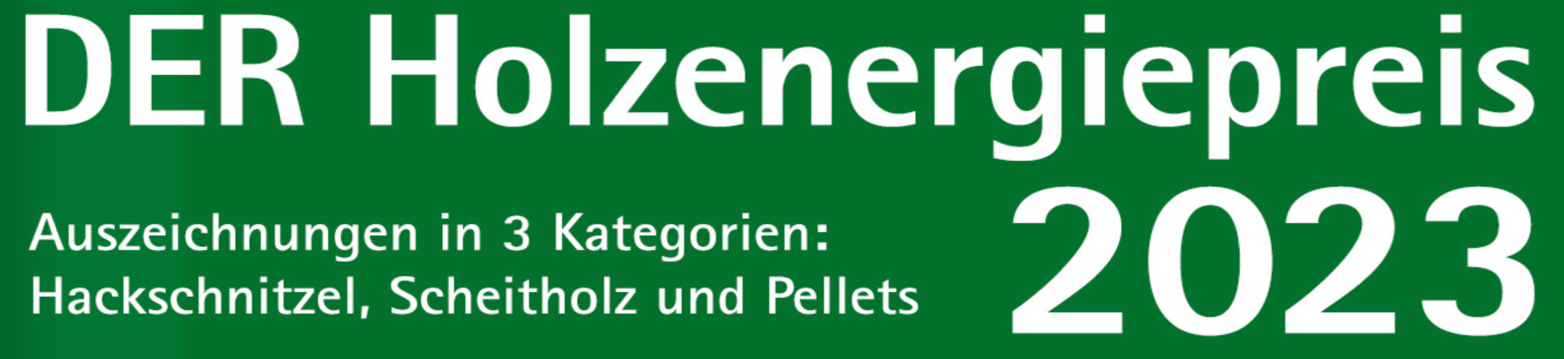 DER Holzenergiepreis
2023
Auszeichnungen in 3 Kategorien:
Hackschnitzel, Scheitholz und Pellets